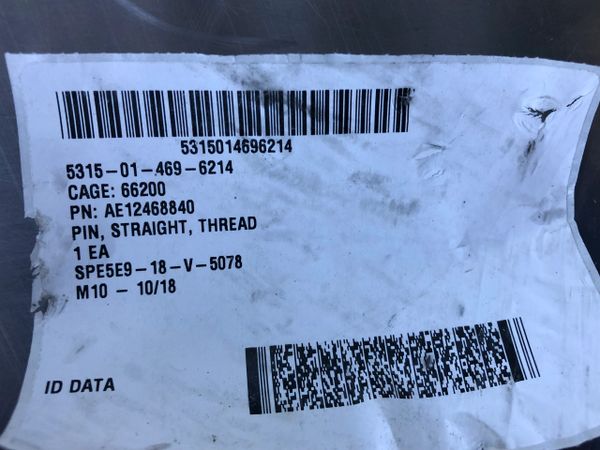 5315014696214
5315-01-469-6214
CAGE: 66200
PN: AE12468840
PIN, STRAIGHT, THREAD
1 EA
SPE5E9-18-V-5078
M10 - 10/18
ID DATA